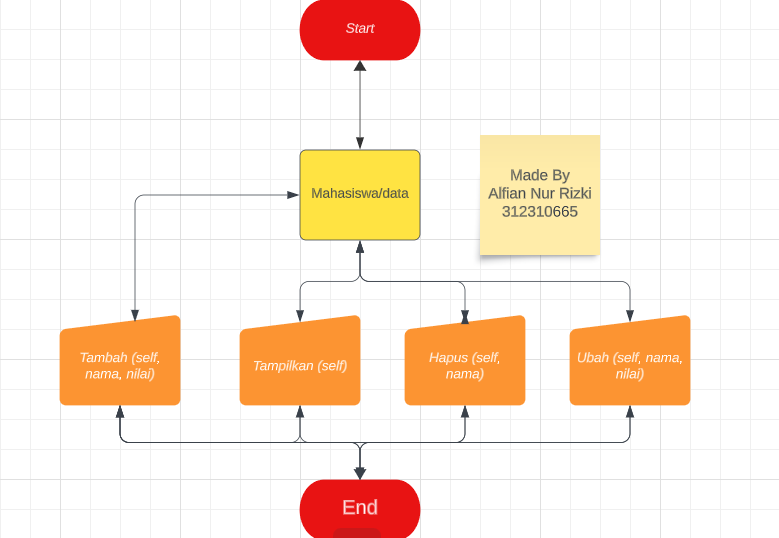 Start
Mahasiswa/data
Made By
Alfian Nur Rizki
312310665
Tambah (self,
nama, nilai)
Tampilkan (self)
Hapus (self,
nama)
Ubah (self, nama,
nilai)
End